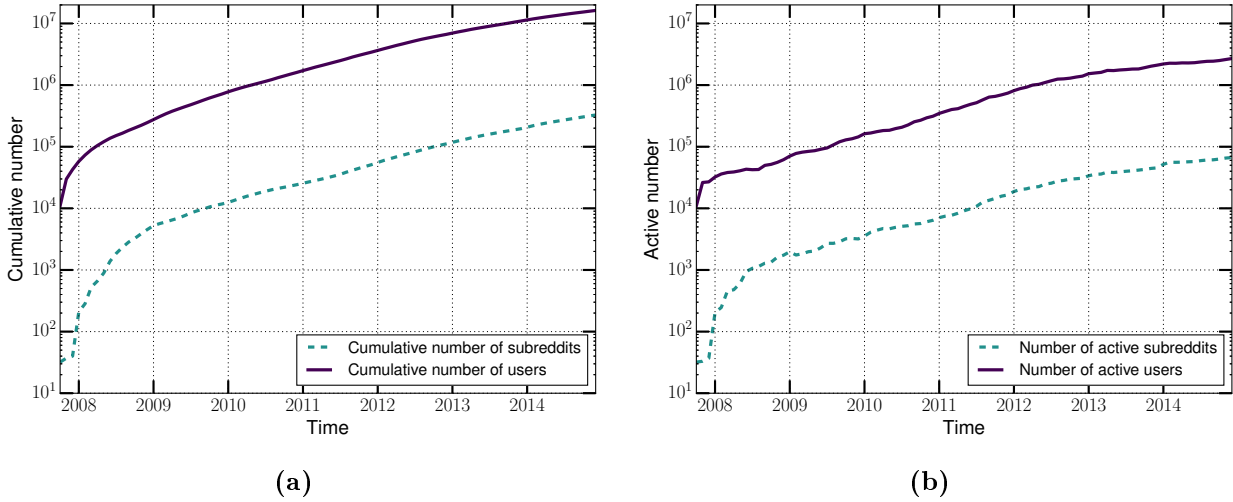 10^7
10^6
10^5
10^4
10^3
10^2
10^1
Cumulative number
2008 2009 2010 2011 2012 2013 2014
Time
Cumulative number of subreddits
Cumulative number of users
(a)
10^7
10^6
10^5
10^4
10^3
10^2
10^1
Active number
2008 2009 2010 2011 2012 2013 2014
Time
Number of active subreddits
Number of active users
(b)